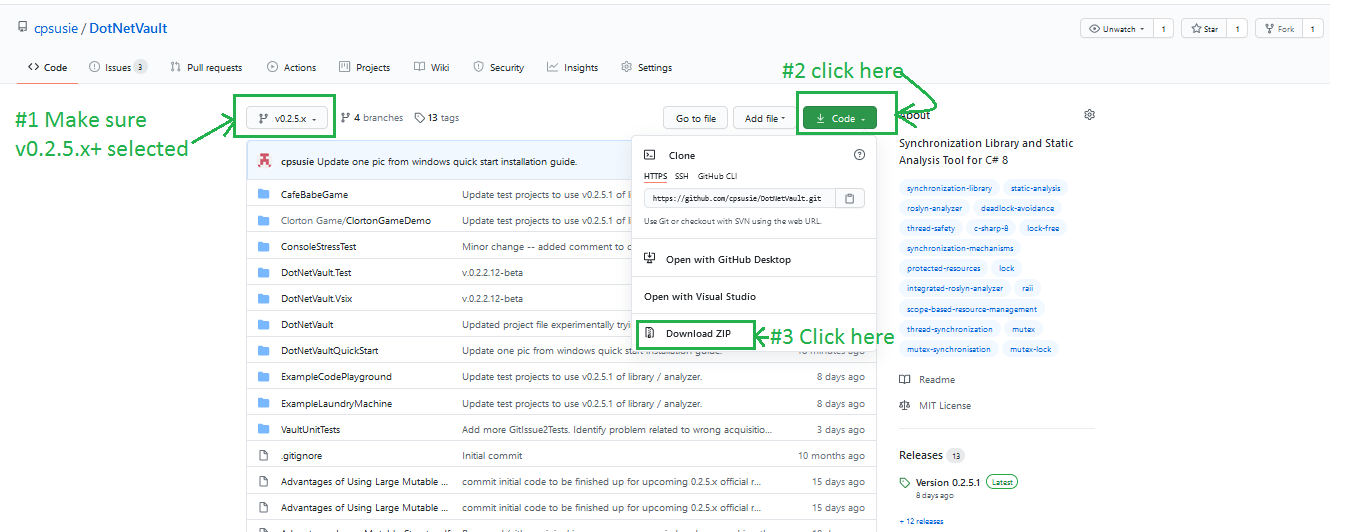 cpsusie / DotNetVault
Unwatch 1 Star 1 Fork 1
Code Issues 3 Pull requests Actions Projects Wiki Security Insights Settings
#2 click here
#1 Make sure
v0.2.5.x+ selected
v0.2.5.x 4 branches 13 tags Go to file Add file Code
About
Synchronization Library and Static
Analysis Tool for C# 8
cpsusie Update one pic from windows quick start installation guide.
CafeBabeGame Update test projects to use v0.2.5.1 of l
Clorton Game/ClortonGameDemo Update test projects to use v0.2.5.1 of l
ConsoleStressTest Minor change -- added comment to c
DotNetVault.Test v.0.2.2.12-beta
DotNetVault.Vsix v.0.2.2.12-beta
DotNetVault Updated project file experimentally tryi
DotNetVaultQuickStart Update one pic from windows quick start installation guide. minutes ago
ExampleCodePlayground Update test projects to use v0.2.5.1 of library / analyzer. 8 days ago
ExampleLaundryMachine Update test projects to use v0.2.5.1 of library / analyzer. 8 days ago
VaultUnitTests Add more GitIssue2Tests. Identify problem related to wrong acquisitio... 3 days ago
.gitignore Initial commit 10 months ago
Advantages of Using Large Mutable ... commit initial code to be finished up for upcoming 0.2.5.x official r... 15 days ago
Advantages of Using Large Mutable ... commit initial code to be finished up for upcoming 0.2.5.x official r... 15 days ago
Clone
HTTPS SSH GitHub CLI
https://github.com/cpsusie/DotNetVault.git
Use Git or checkout with SVN using the web URL.
Open with GitHub Desktop
Open with Visual Studio
Download ZIP
#3 Click here
synchronization-library static-analysis
roslyn-analyzer deadlock-avoidance
thread-safety c-sharp-8 lock-free
synchronization-mechanisms
protected-resources lock
integrated-roslyn-analyzer raii
scope-based-resource-management
thread-synchronization mutex
mutex-synchronisation mutex-lock
Readme
MIT License
Releases 13
Version 0.2.5.1 Latest
8 days ago
+ 12 releases